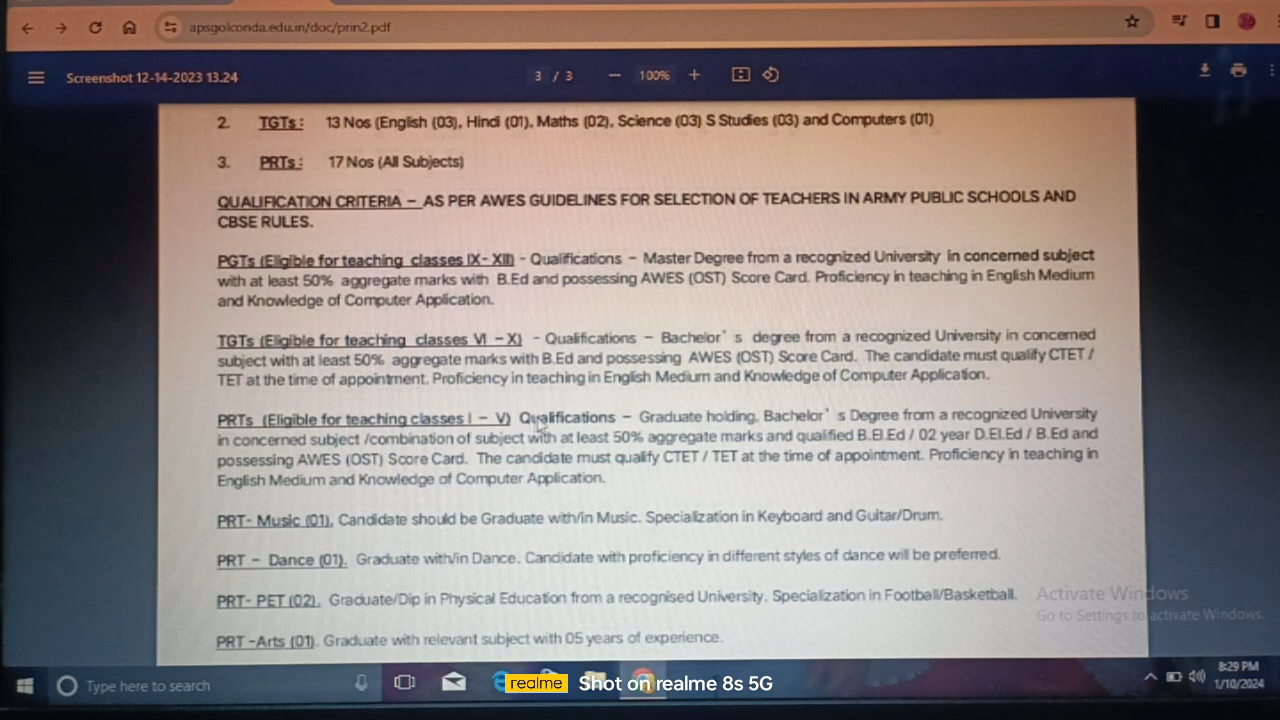 apsgolconda.edu.in/doc/prin2.pdf
Screenshot 12-14-2023 13.24
3 / 3
100%
2. TGTs : 13 Nos (English (03), Hindi (01), Maths (02), Science (03) S Studies (03) and Computers (01)
3. PRTs : 17 Nos (All Subjects)
QUALIFICATION CRITERIA – AS PER AWES GUIDELINES FOR SELECTION OF TEACHERS IN ARMY PUBLIC SCHOOLS AND
CBSE RULES.
PGTs (Eligible for teaching classes IX- XII) - Qualifications – Master Degree from a recognized University in concerned subject
with at least 50% aggregate marks with B.Ed and possessing AWES (OST) Score Card. Proficiency in teaching in English Medium
and Knowledge of Computer Application.
TGTs (Eligible for teaching classes VI – X) - Qualifications – Bachelor' s degree from a recognized University in concerned
subject with at least 50% aggregate marks with B.Ed and possessing AWES (OST) Score Card. The candidate must qualify CTET /
TET at the time of appointment. Proficiency in teaching in English Medium and Knowledge of Computer Application.
PRTs (Eligible for teaching classes I – V) Qualifications – Graduate holding, Bachelor' s Degree from a recognized University
in concerned subject /combination of subject with at least 50% aggregate marks and qualified B.El.Ed / 02 year D.El.Ed / B.Ed and
possessing AWES (OST) Score Card. The candidate must qualify CTET / TET at the time of appointment. Proficiency in teaching in
English Medium and Knowledge of Computer Application.
PRT- Music (01). Candidate should be Graduate with/in Music. Specialization in Keyboard and Guitar/Drum.
PRT – Dance (01). Graduate with/in Dance. Candidate with proficiency in different styles of dance will be preferred.
PRT- PET (02). Graduate/Dip in Physical Education from a recognised University. Specialization in Football/Basketball.
PRT -Arts (01). Graduate with relevant subject with 05 years of experience.
Activate Windows
Go to Settings to activate Windows.
Type here to search
8:29 PM
1/10/2024
realme Shot on realme 8s 5G